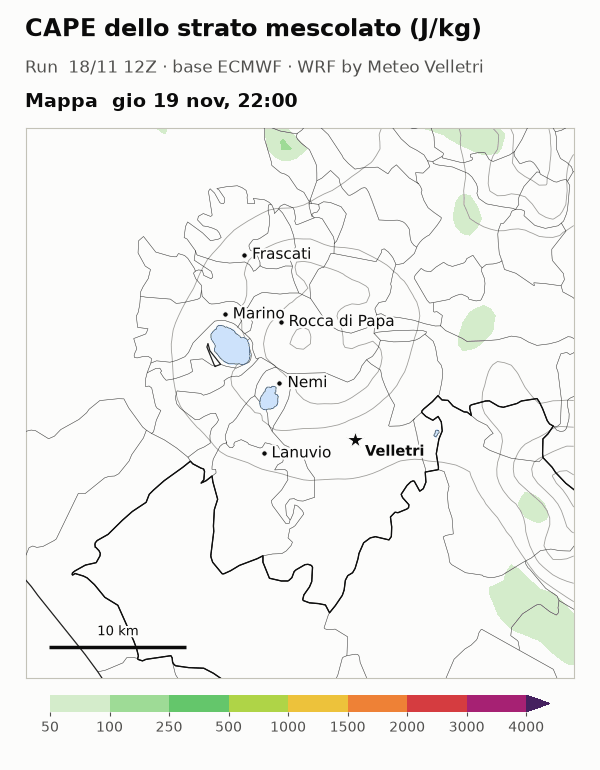 CAPE dello strato mescolato (J/kg)
Run  18/11 12Z · base ECMWF · WRF by Meteo Velletri
Mappa  gio 19 nov, 22:00
Frascati
Marino
Rocca di Papa
Nemi
Lanuvio
Velletri
10 km
50 100 250 500 1000 1500 2000 3000 4000